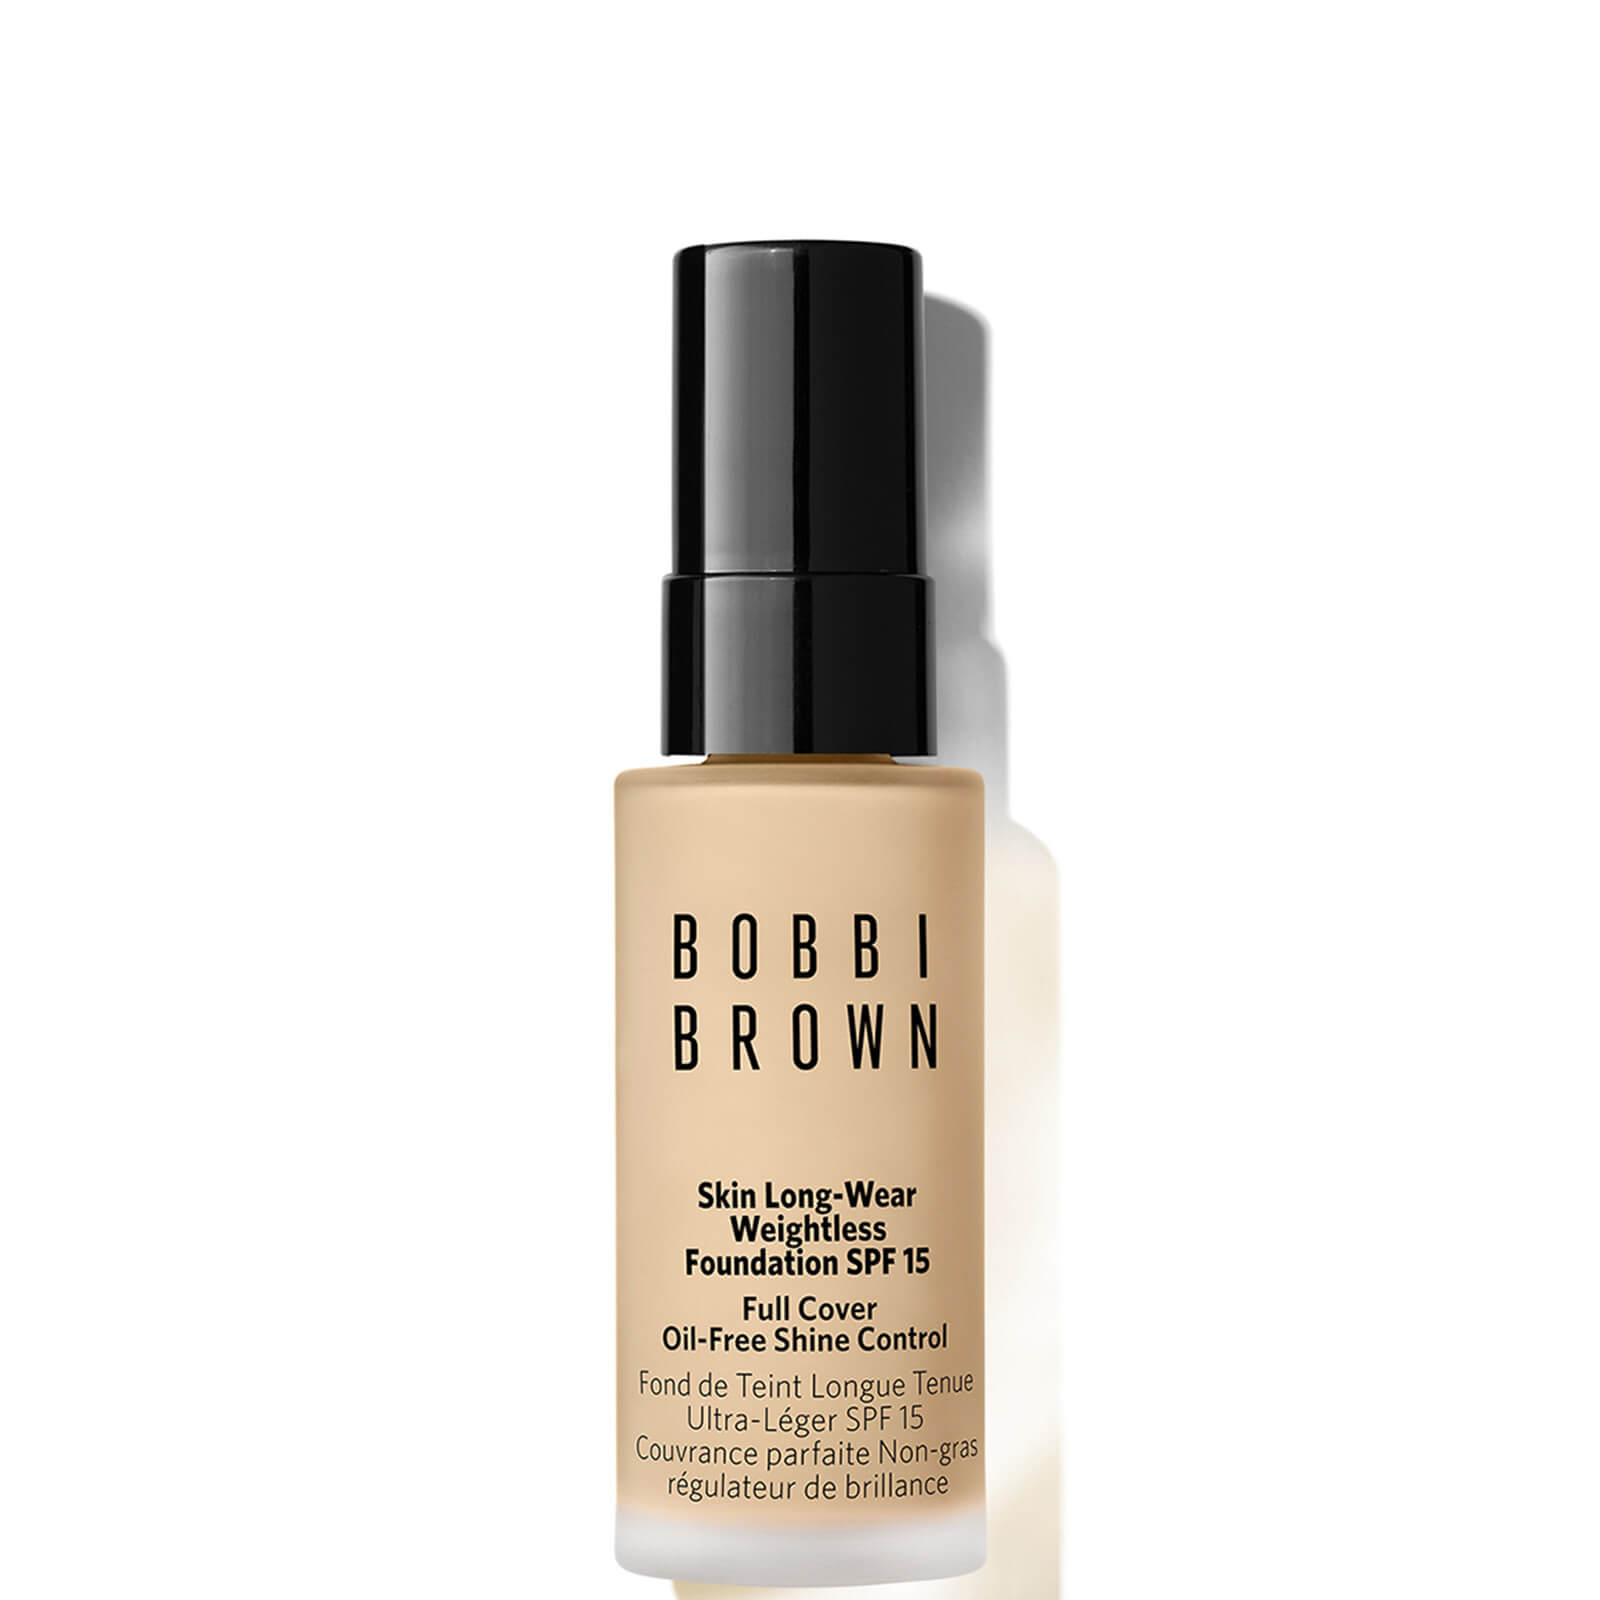 BOBBI
BROWN
Skin Long-Wear
Weightless
Foundation SPF 15
Full Cover
Oil-Free Shine Control
Fond de Teint Longue Tenue
Ultra-Léger SPF 15
Couvrance parfaite Non-gras
régulateur de brillance